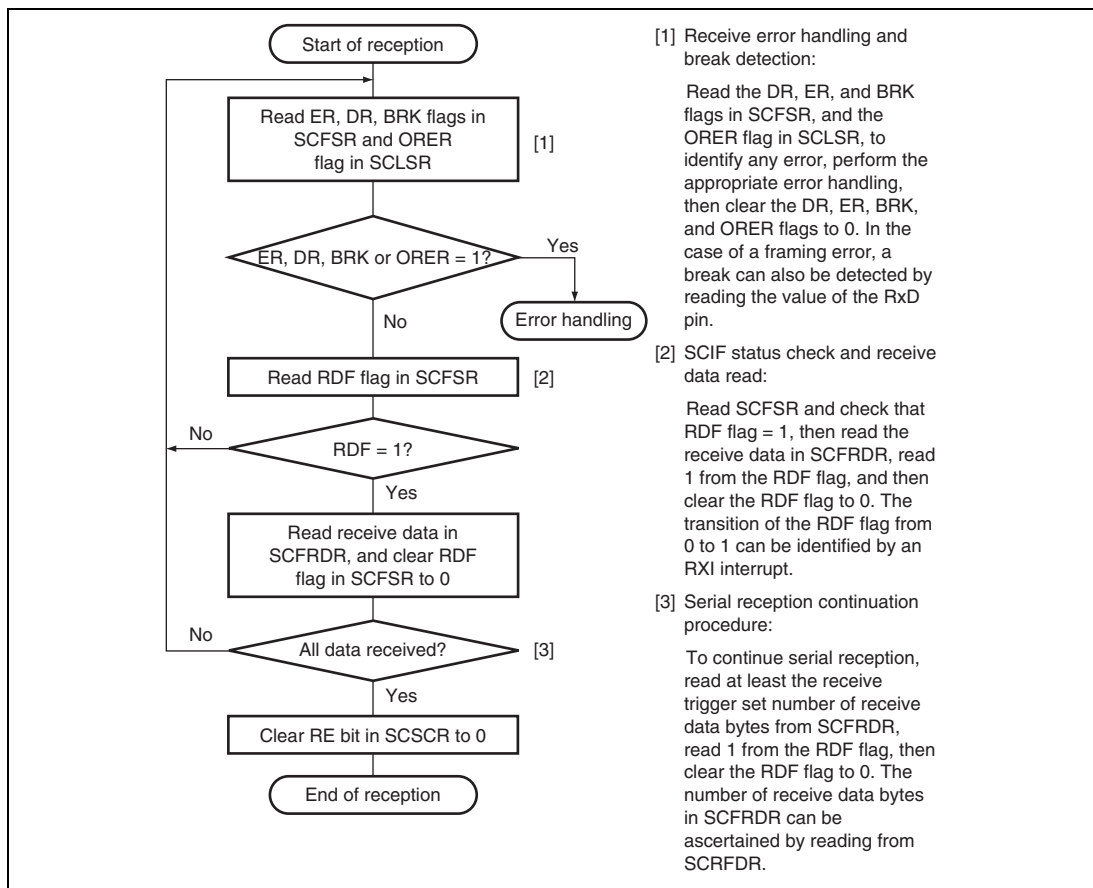 Start of reception
Read ER, DR, BRK flags in
SCFSR and ORER
flag in SCLSR
[1]
ER, DR, BRK or ORER = 1?
Yes
Error handling
No
Read RDF flag in SCFSR
[2]
No
RDF = 1?
Yes
Read receive data in
SCFRDR, and clear RDF
flag in SCFSR to 0
No
All data received?
[3]
Yes
Clear RE bit in SCSCR to 0
End of reception
[1] Receive error handling and
break detection:
Read the DR, ER, and BRK
flags in SCFSR, and the
ORER flag in SCLSR, to
identify any error, perform the
appropriate error handling,
then clear the DR, ER, BRK,
and ORER flags to 0. In the
case of a framing error, a
break can also be detected by
reading the value of the RxD
pin.
[2] SCIF status check and receive
data read:
Read SCFSR and check that
RDF flag = 1, then read the
receive data in SCFRDR, read
1 from the RDF flag, and then
clear the RDF flag to 0. The
transition of the RDF flag from
0 to 1 can be identified by an
RXI interrupt.
[3] Serial reception continuation
procedure:
To continue serial reception,
read at least the receive
trigger set number of receive
data bytes from SCFRDR,
read 1 from the RDF flag, then
clear the RDF flag to 0. The
number of receive data bytes
in SCFRDR can be
ascertained by reading from
SCRFDR.